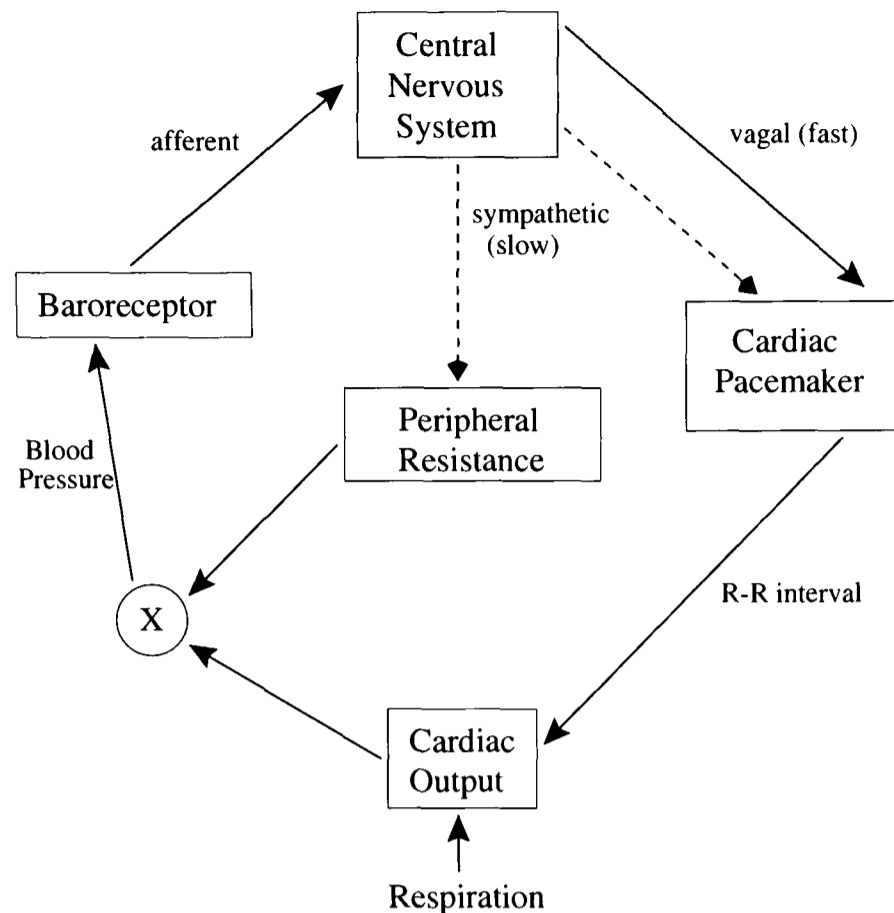 Central
Nervous
System
afferent
vagal (fast)
sympathetic
(slow)
Baroreceptor
Cardiac
Pacemaker
Peripheral
Resistance
Blood
Pressure
R-R interval
X
Cardiac
Output
Respiration